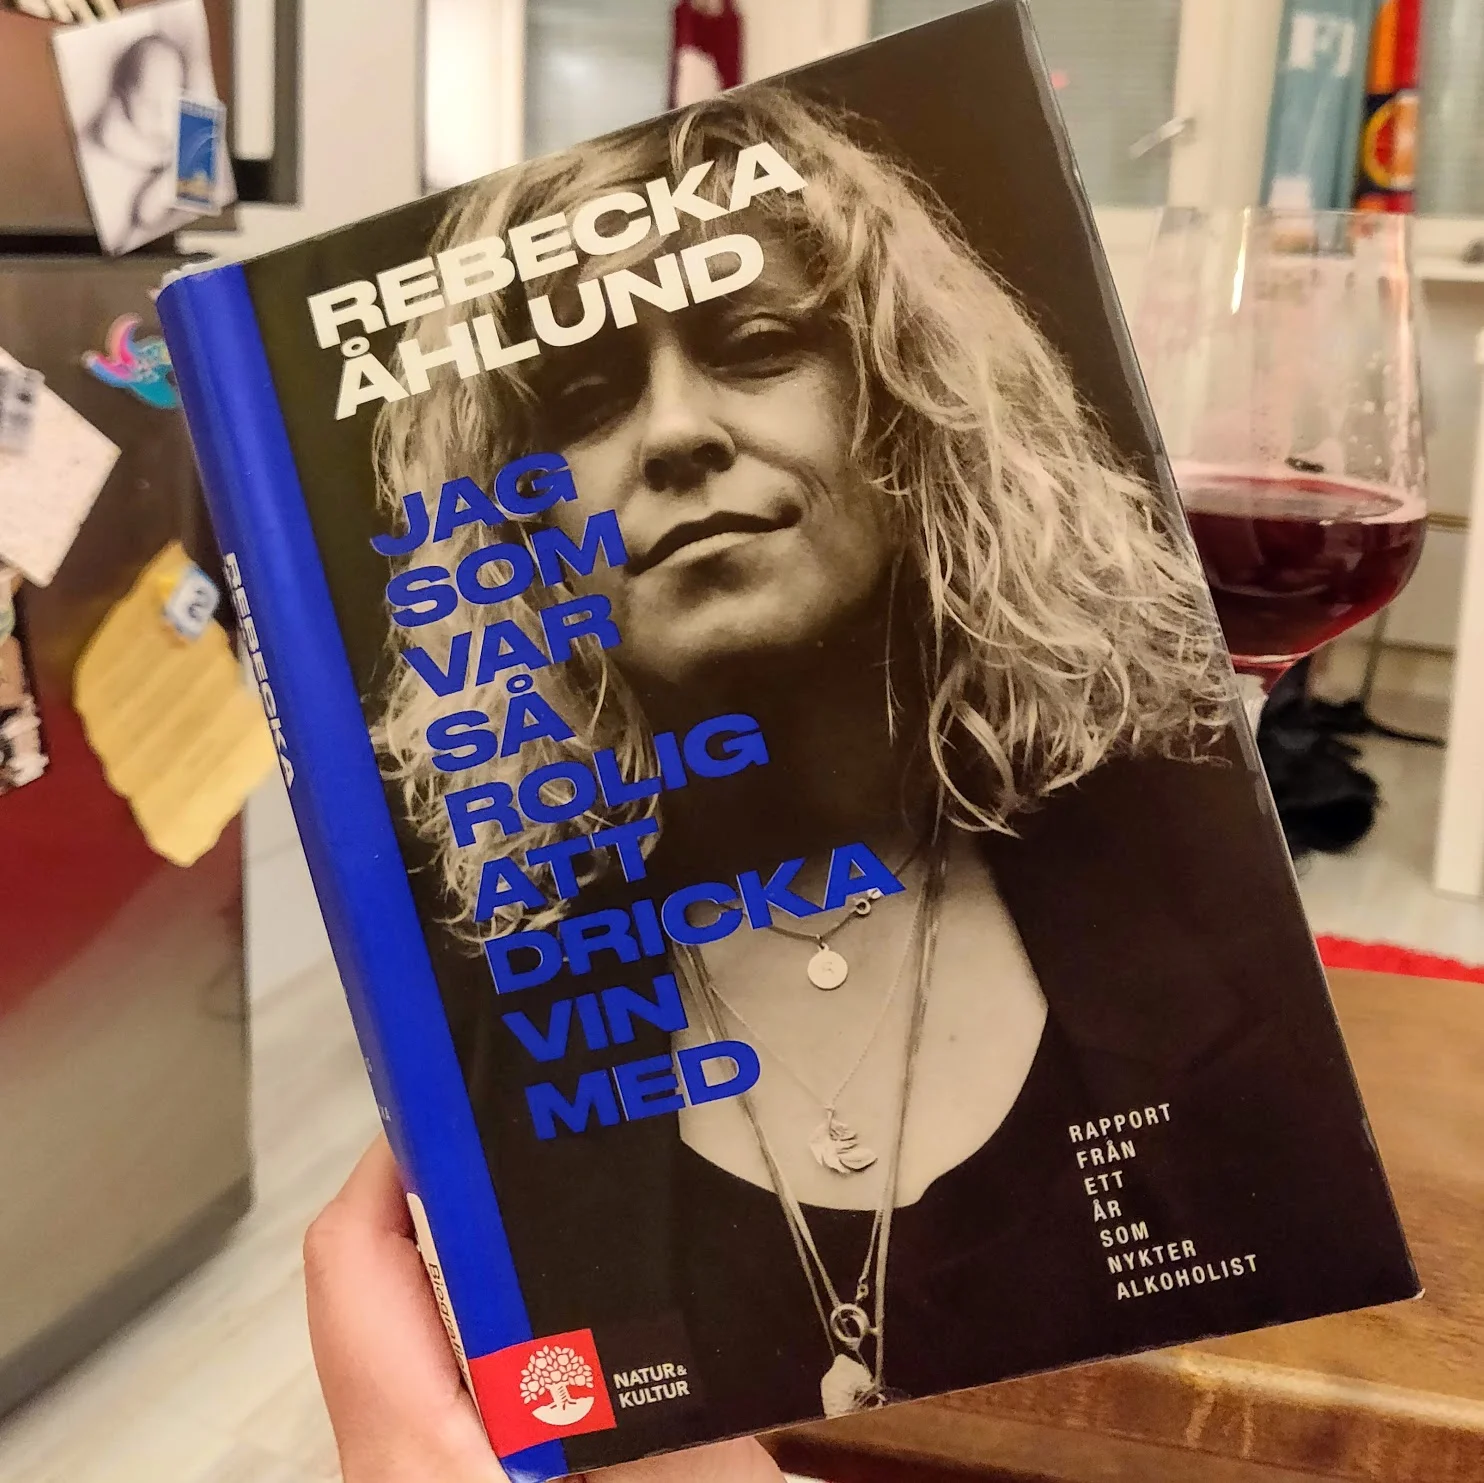 REBECKA
ÅHLUND
JAG
SOM
VAR
SÅ
ROLIG
ATT
DRICKA
VIN
MED
RAPPORT
FRÅN
ETT
ÅR
SOM
NYKTER
ALKOHOLIST
NATUR&
KULTUR
REBECKA